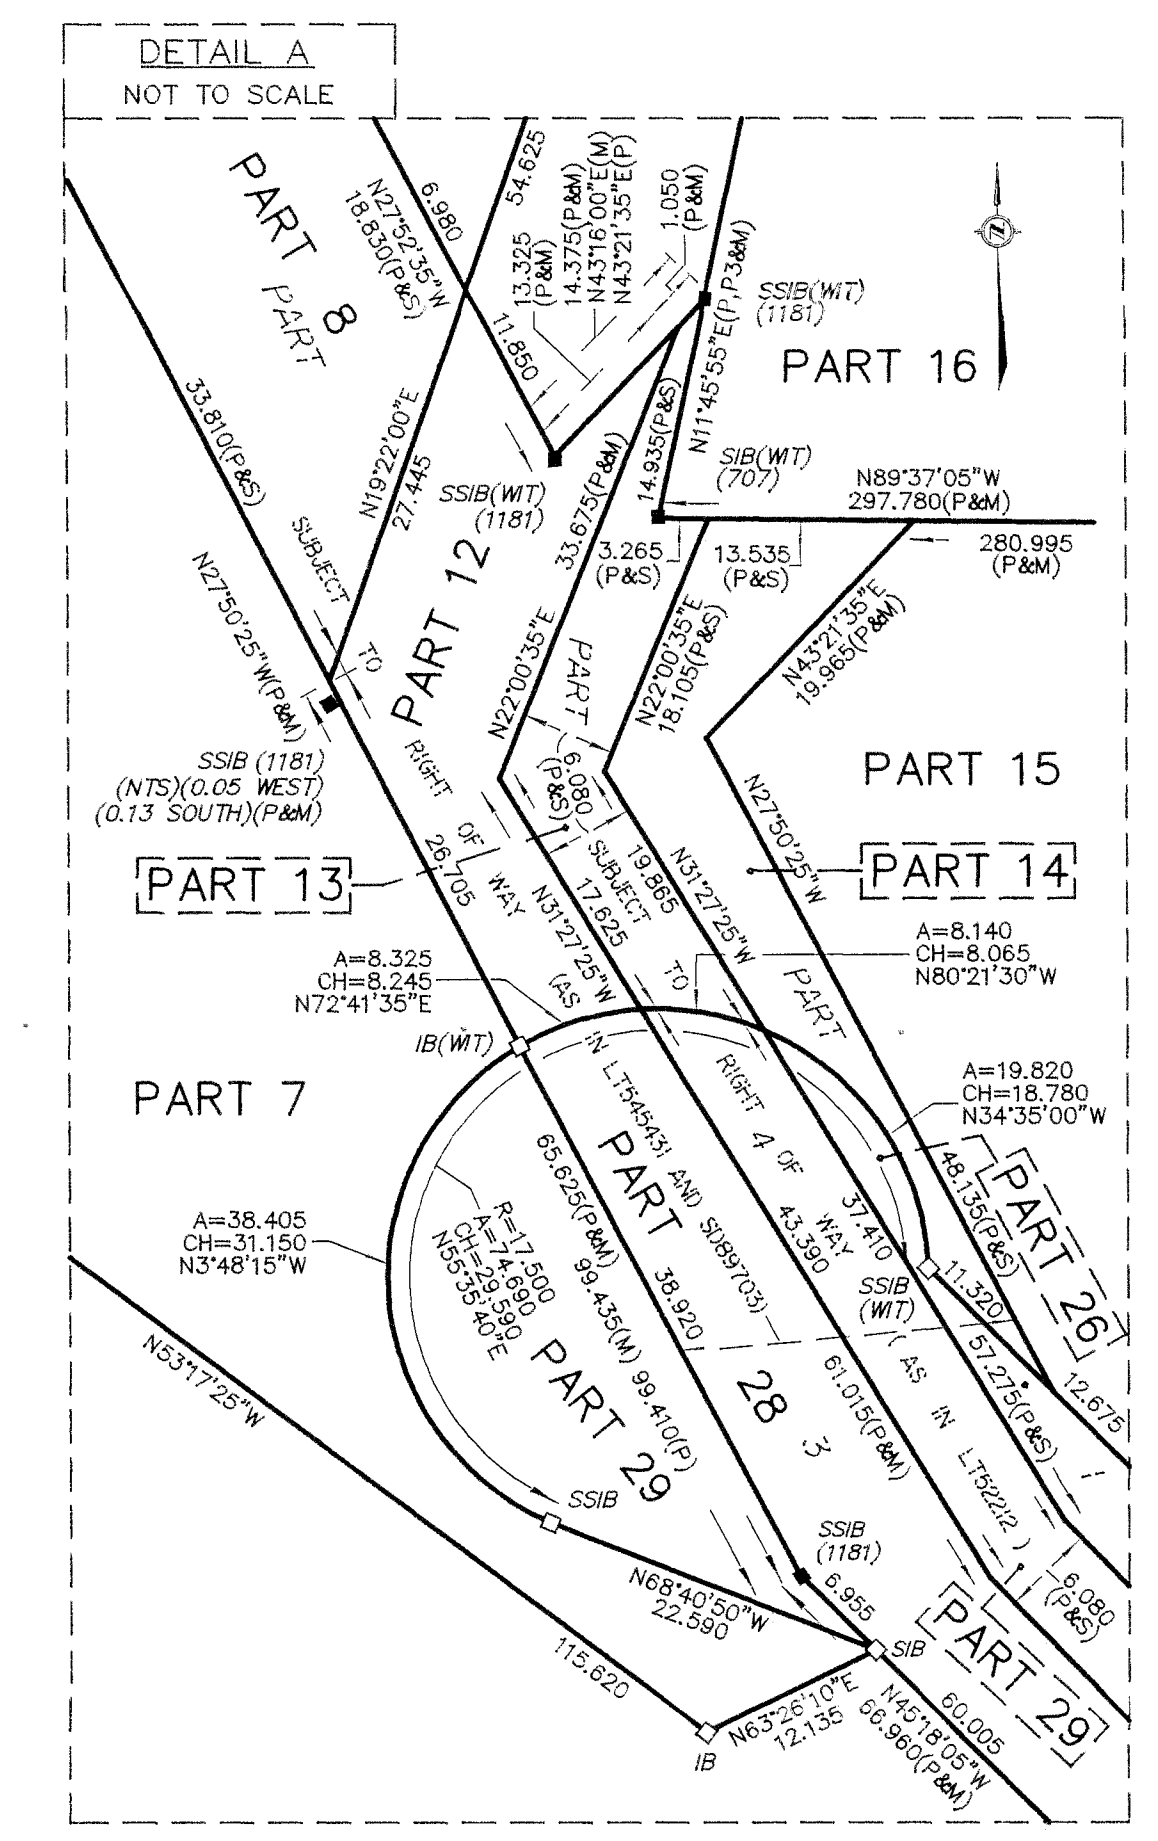 DETAIL A
NOT TO SCALE
PART 8
PART
N27°52'35"W
18.830(P&S)
6.980
54.625
13.325
(P&M)
14.375(P&M)
N43°16'00"E(M)
N43°21'35"E(P)
1.050
(P&M)
SSIB(WIT)
(1181)
N11°45'55"E(P,P3&M)
PART 16
11.850
33.810(P&S)
N19°22'00"E
27.445
SSIB(WIT)
(1181)
14.935(P&S)
33.675(P&M)
SIB(WIT)
(707)
N89°37'05"W
297.780(P&M)
3.265
(P&S)
13.535
(P&S)
280.995
(P&M)
SUBJECT
TO
RIGHT
OF
WAY
(AS
IN LT545431 AND SD89703)
N27°50'25"W(P&M)
PART 12
N22°00'35"E
PART
N22°00'35"E
18.105(P&S)
N43°21'35"E
19.965(P&M)
SSIB (1181)
(NTS)(0.05 WEST)
(0.13 SOUTH)(P&M)
6.080
(P&S)
PART 15
N27°50'25"W
26.705
PART 13
PART 14
SUBJECT
TO
RIGHT
OF
WAY
( AS IN LT52212 )
17.625
N31°27'25"W
19.865
N31°27'25"W
A=8.325
CH=8.245
N72°41'35"E
A=8.140
CH=8.065
N80°21'30"W
PART
4
IB(WIT)
PART 7
A=19.820
CH=18.780
N34°35'00"W
48.135(P&S)
PART 26
65.625(P&M)
99.435(M) 99.410(P)
PART
28
3
R=17.500
A=74.690
CH=29.590
N55°35'40"E
A=38.405
CH=31.150
N3°48'15"W
38.920
43.390
37.410
SSIB
(WIT)
11.320
N53°17'25"W
PART 29
61.015(P&M)
57.275(P&S)
12.675
1
SSIB
SSIB
(1181)
N68°40'50"W
22.590
6.955
6.080
(P&S)
115.620
SIB
PART 29
N63°26'10"E
12.135
IB
60.005
N45°18'05"W
66.960(P&M)